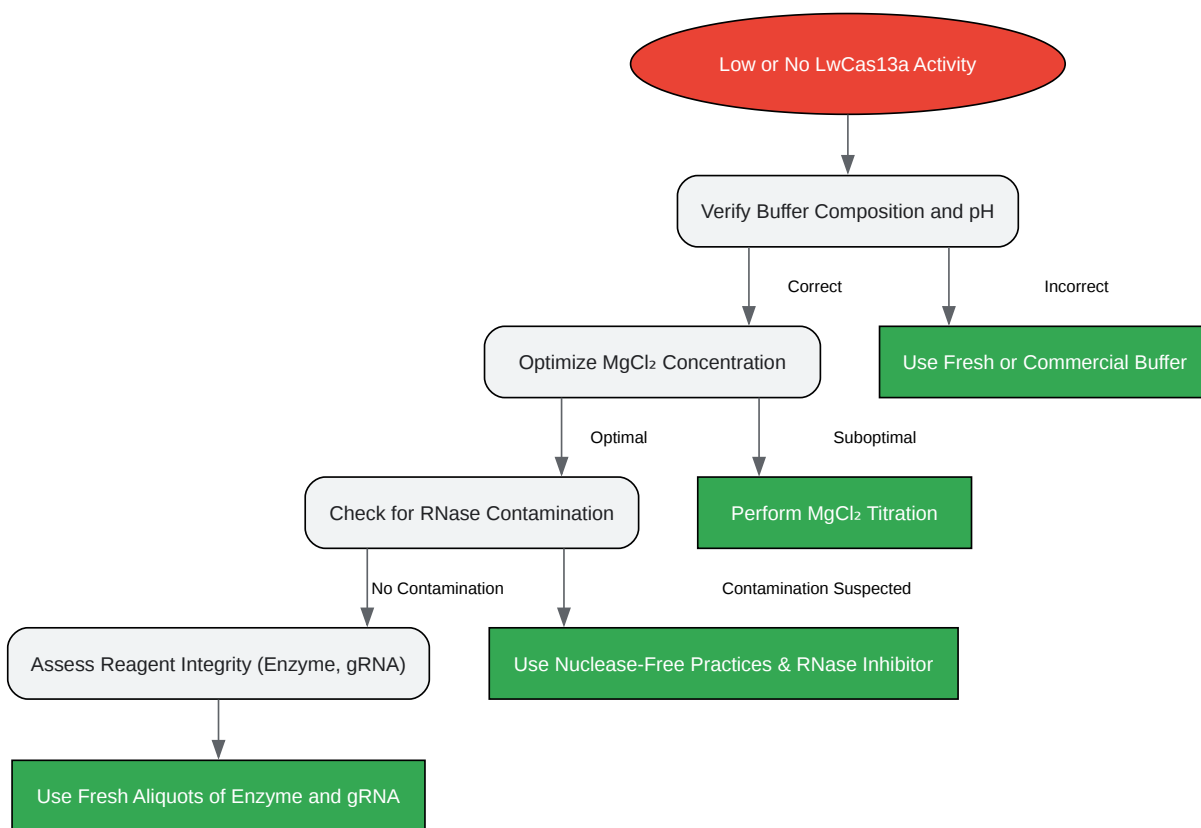 Low or No LwCas13a Activity
Verify Buffer Composition and pH
Correct
Incorrect
Optimize MgCl₂ Concentration
Use Fresh or Commercial Buffer
Optimal
Suboptimal
Check for RNase Contamination
Perform MgCl₂ Titration
No Contamination
Contamination Suspected
Assess Reagent Integrity (Enzyme, gRNA)
Use Nuclease-Free Practices & RNase Inhibitor
Use Fresh Aliquots of Enzyme and gRNA